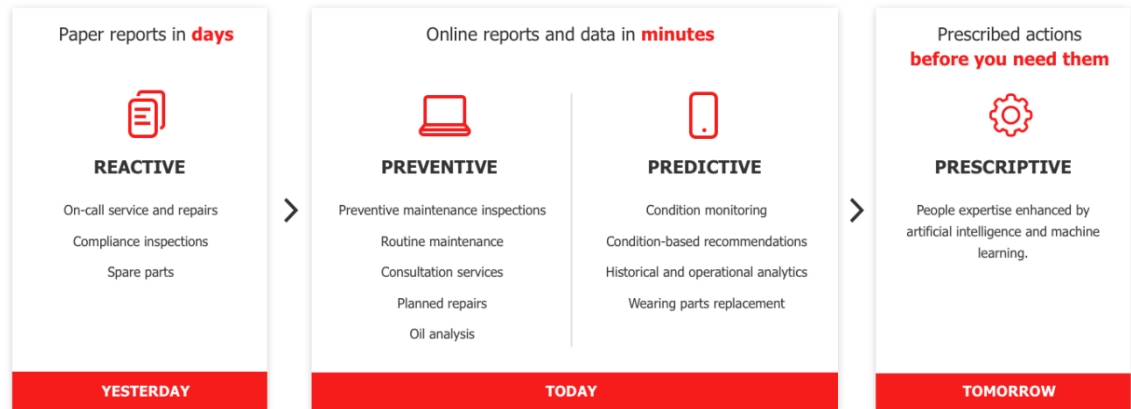 Paper reports in days
REACTIVE
On-call service and repairs
Compliance inspections
Spare parts
YESTERDAY
Online reports and data in minutes
PREVENTIVE
Preventive maintenance inspections
Routine maintenance
Consultation services
Planned repairs
Oil analysis
PREDICTIVE
Condition monitoring
Condition-based recommendations
Historical and operational analytics
Wearing parts replacement
TODAY
Prescribed actions
before you need them
PRESCRIPTIVE
People expertise enhanced by
artificial intelligence and machine
learning.
TOMORROW